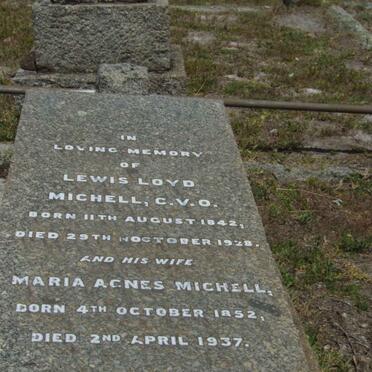 IN
LOVING MEMORY
OF
LEWIS LOYD
MICHELL, C.V.O.
BORN 11TH AUGUST 1842,
DIED 29TH OCTOBER 1928.
AND HIS WIFE
MARIA AGNES MICHELL,
BORN 4TH OCTOBER 1852,
DIED 2ND APRIL 1937.